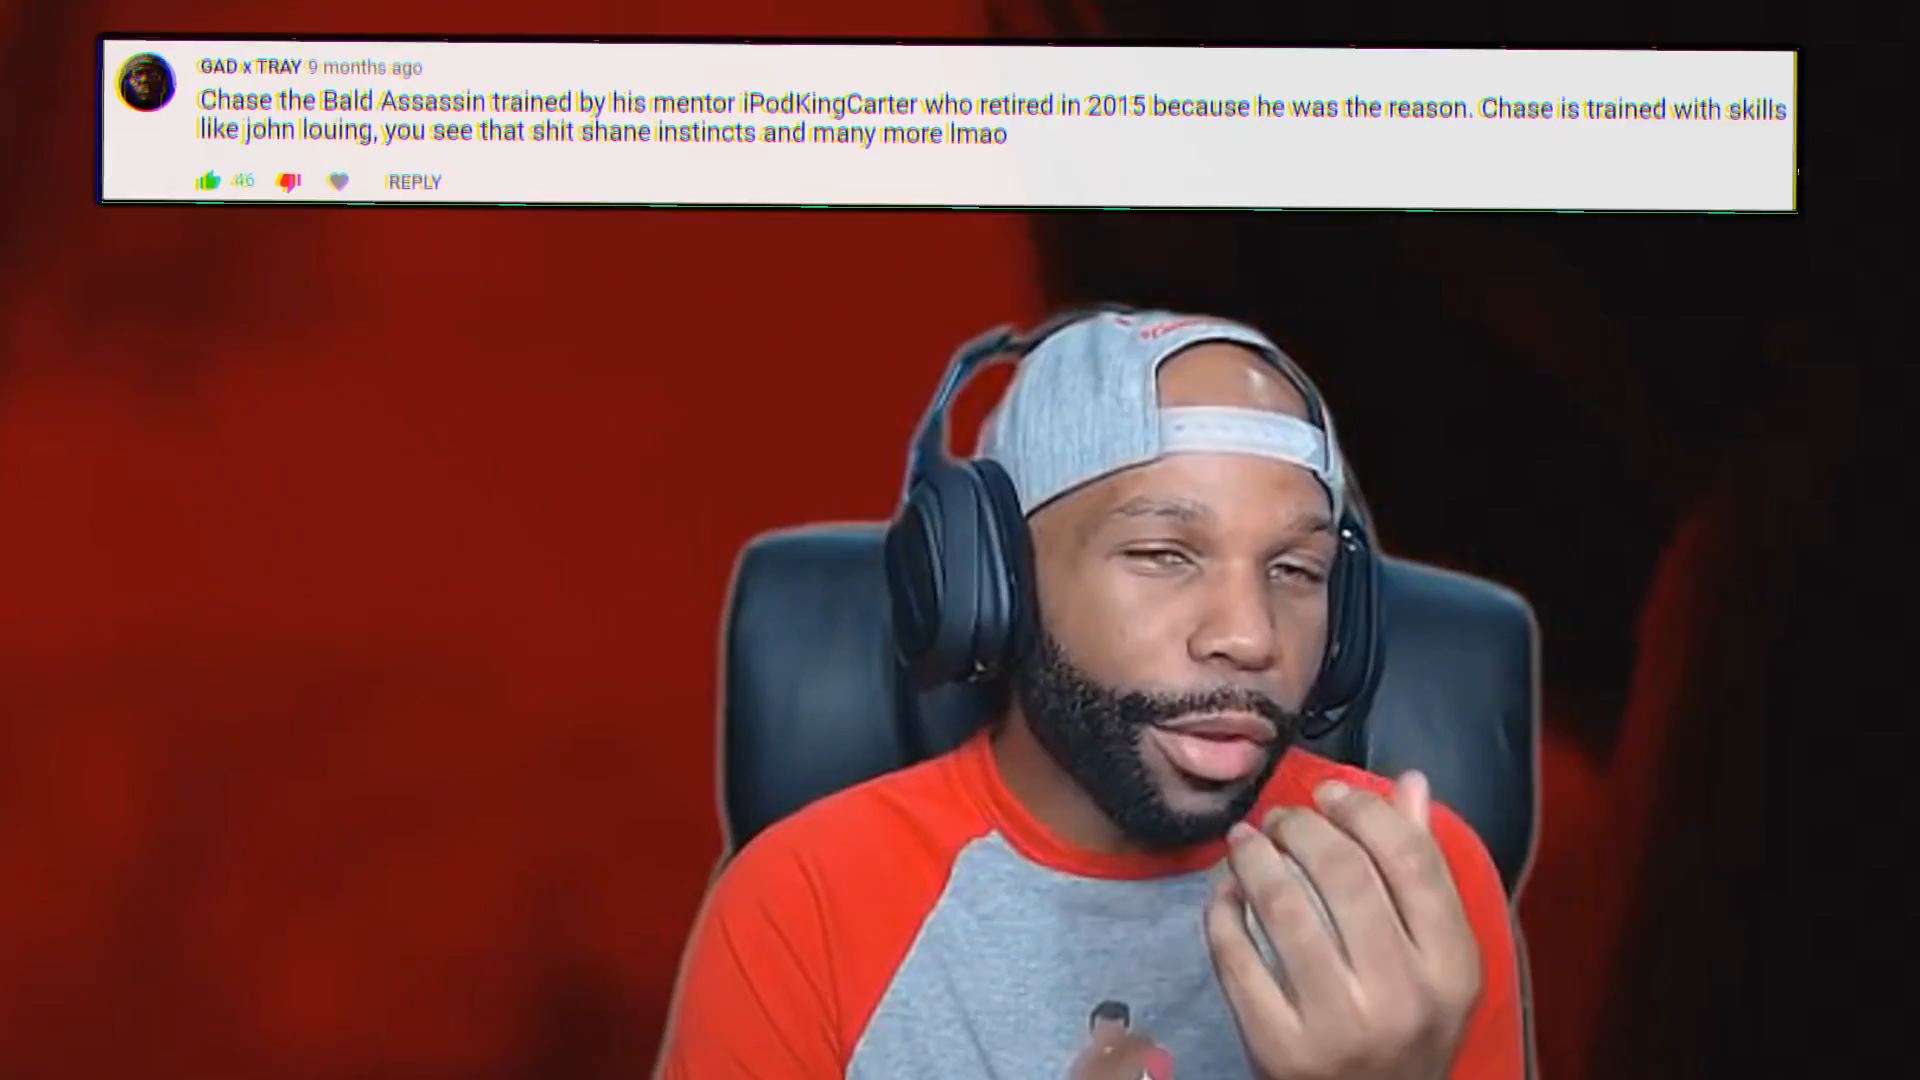 GAD x TRAY 9 months ago
Chase the Bald Assassin trained by his mentor iPodKingCarter who retired in 2015 because he was the reason. Chase is trained with skills
like john louing, you see that shit shane instincts and many more lmao
46 REPLY